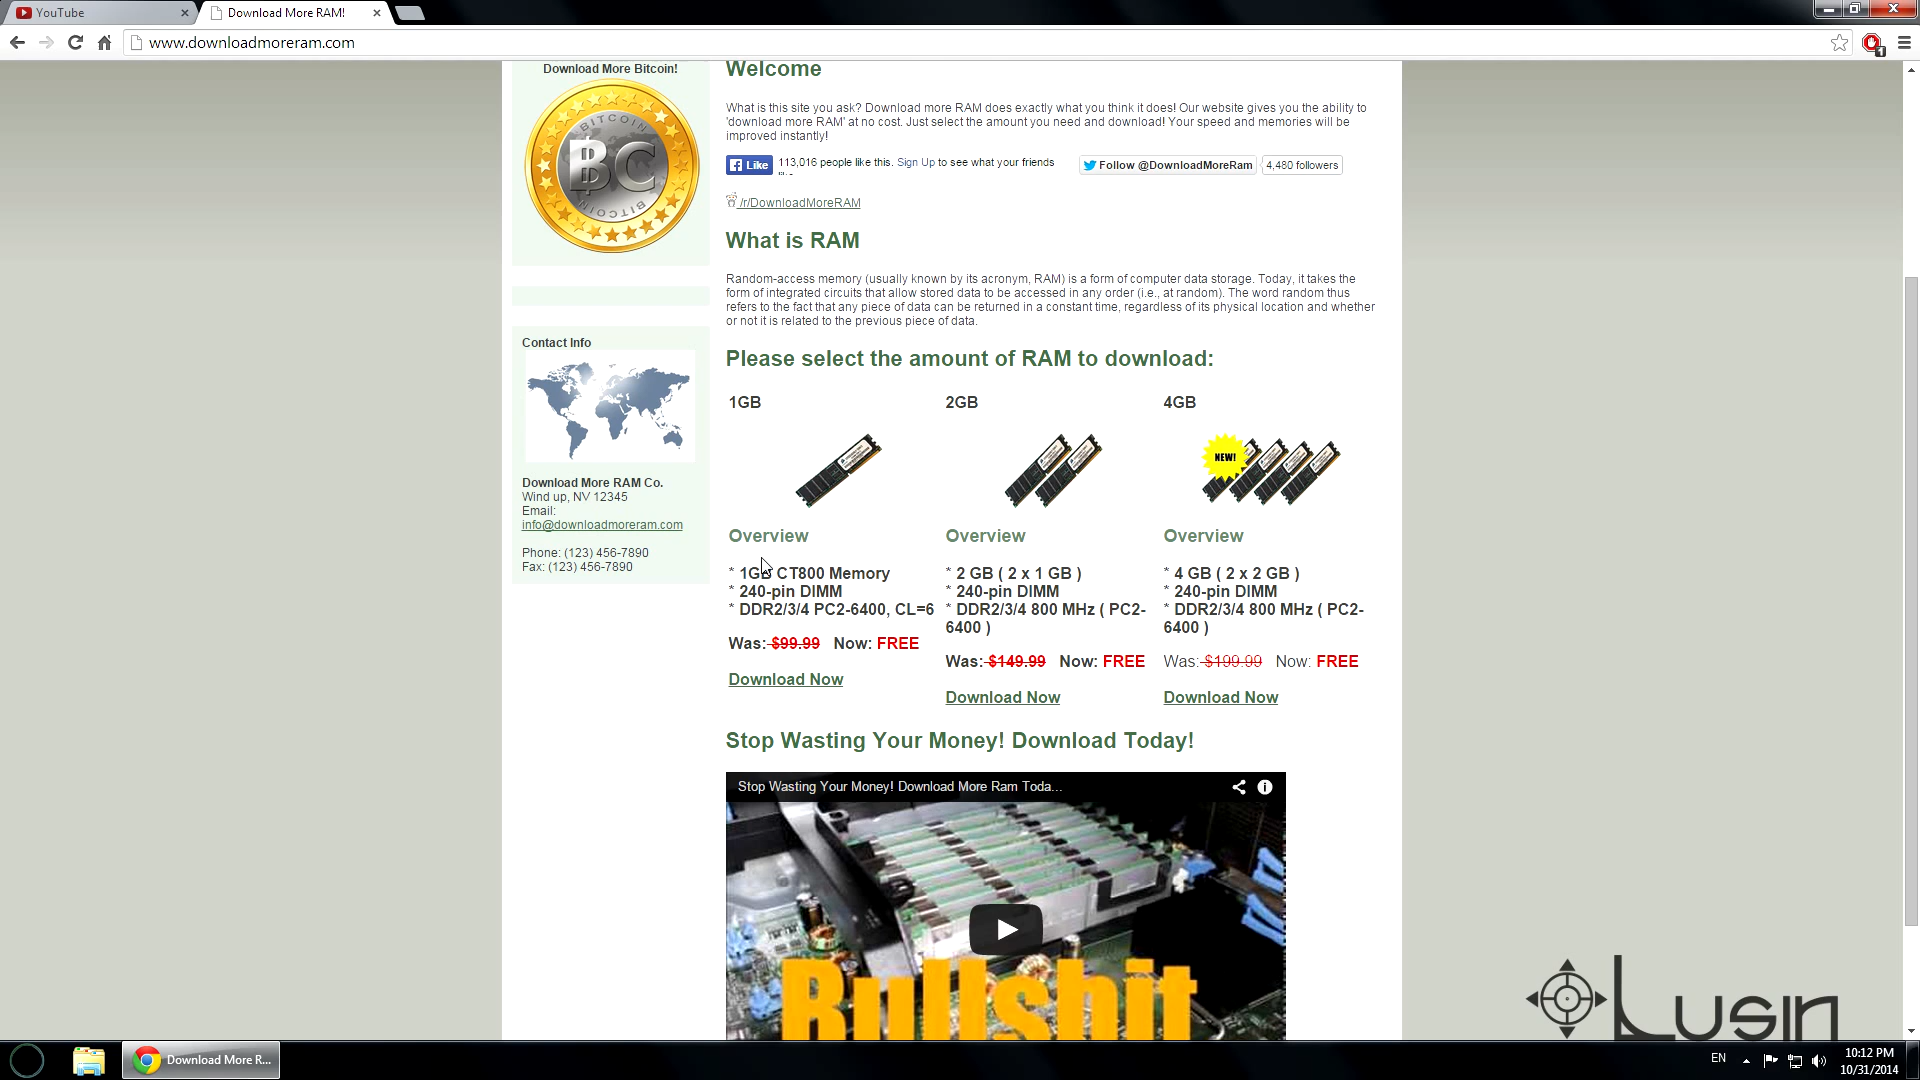 YouTube
Download More RAM!
www.downloadmoreram.com
1
Download More Bitcoin!
BITCOIN
BC
BITCOIN
Contact Info
Download More RAM Co.
Wind up, NV 12345
Email:
info@downloadmoreram.com
Phone: (123) 456-7890
Fax: (123) 456-7890
Welcome
What is this site you ask? Download more RAM does exactly what you think it does! Our website gives you the ability to
'download more RAM' at no cost. Just select the amount you need and download! Your speed and memories will be
improved instantly!
Like 113,016 people like this. Sign Up to see what your friends
Follow @DownloadMoreRam 4,480 followers
/r/DownloadMoreRAM
What is RAM
Random-access memory (usually known by its acronym, RAM) is a form of computer data storage. Today, it takes the
form of integrated circuits that allow stored data to be accessed in any order (i.e., at random). The word random thus
refers to the fact that any piece of data can be returned in a constant time, regardless of its physical location and whether
or not it is related to the previous piece of data.
Please select the amount of RAM to download:
1GB
Overview
* 1GB CT800 Memory
* 240-pin DIMM
* DDR2/3/4 PC2-6400, CL=6
Was: $99.99 Now: FREE
Download Now
2GB
Overview
* 2 GB ( 2 x 1 GB )
* 240-pin DIMM
* DDR2/3/4 800 MHz ( PC2-
6400 )
Was: $149.99 Now: FREE
Download Now
4GB
NEW!
Overview
* 4 GB ( 2 x 2 GB )
* 240-pin DIMM
* DDR2/3/4 800 MHz ( PC2-
6400 )
Was: $199.99 Now: FREE
Download Now
Stop Wasting Your Money! Download Today!
Stop Wasting Your Money! Download More Ram Toda...
Bullshit
Lusin
Download More R...
EN
10:12 PM
10/31/2014